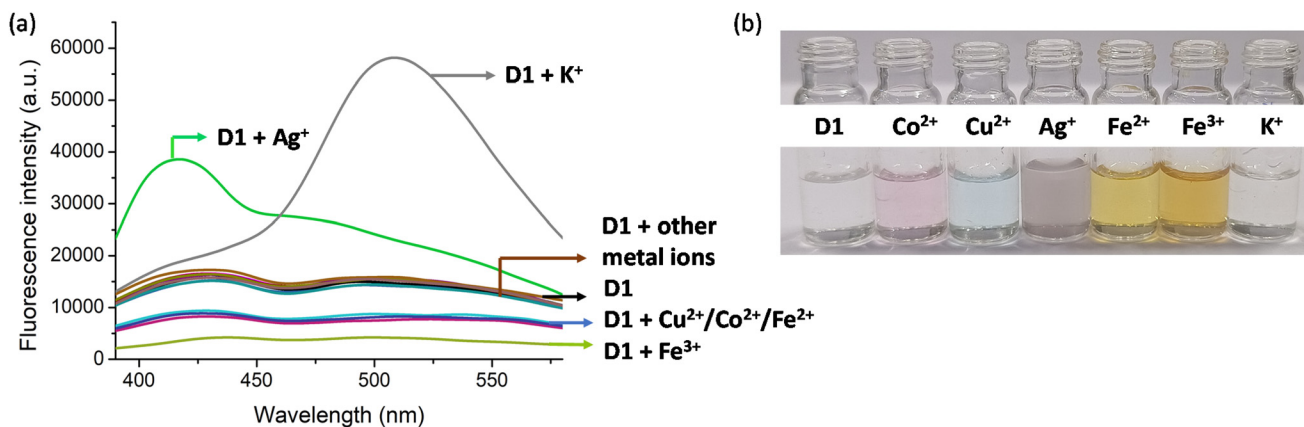 (a)
Fluorescence intensity (a.u.)
60000
50000
40000
30000
20000
10000
0
400
450
500
550
Wavelength (nm)
D1 + K⁺
D1 + Ag⁺
D1 + other
metal ions
D1
D1 + Cu²⁺/Co²⁺/Fe²⁺
D1 + Fe³⁺
(b)
D1 Co²⁺ Cu²⁺ Ag⁺ Fe²⁺ Fe³⁺ K⁺